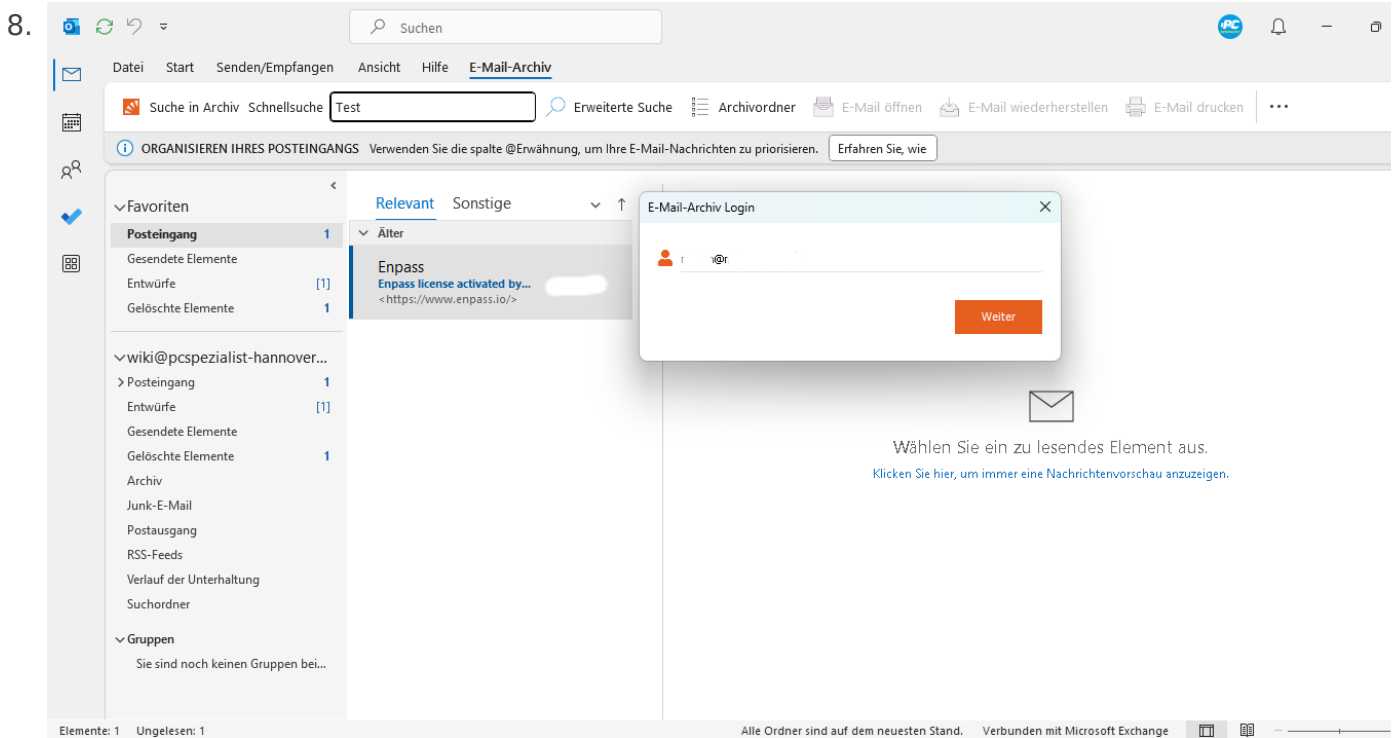 8.
Suchen
Datei Start Senden/Empfangen Ansicht Hilfe E-Mail-Archiv
Suche in Archiv Schnellsuche Test Erweiterte Suche Archivordner E-Mail öffnen E-Mail wiederherstellen E-Mail drucken ...
ORGANISIEREN IHRES POSTEINGANGS Verwenden Sie die spalte @Erwähnung, um Ihre E-Mail-Nachrichten zu priorisieren. Erfahren Sie, wie
Favoriten
Posteingang 1
Gesendete Elemente
Entwürfe [1]
Gelöschte Elemente 1
wiki@pcspezialist-hannover...
Posteingang 1
Entwürfe [1]
Gesendete Elemente
Gelöschte Elemente 1
Archiv
Junk-E-Mail
Postausgang
RSS-Feeds
Verlauf der Unterhaltung
Suchordner
Gruppen
Sie sind noch keinen Gruppen bei...
Relevant Sonstige
Älter
Enpass
Enpass license activated by...
<https://www.enpass.io/>
E-Mail-Archiv Login
Weiter
Wählen Sie ein zu lesendes Element aus.
Klicken Sie hier, um immer eine Nachrichtenvorschau anzuzeigen.
Elemente: 1 Ungelesen: 1 Alle Ordner sind auf dem neuesten Stand. Verbunden mit Microsoft Exchange